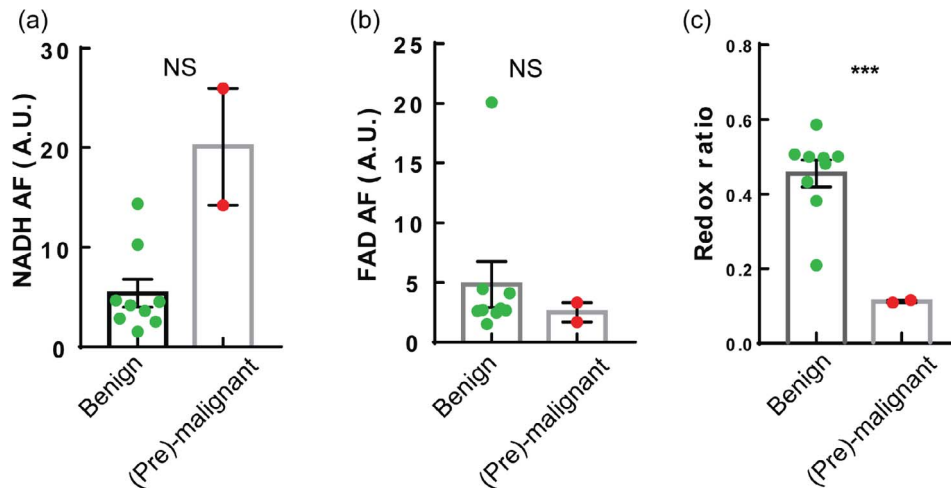 (a)
NADH AF (A.U.)
30
20
10
0
NS
Benign
(Pre)-malignant
(b)
FAD AF (A.U.)
25
20
15
10
5
0
NS
Benign
(Pre)-malignant
(c)
Redox ratio
0.8
0.6
0.4
0.2
0.0
***
Benign
(Pre)-malignant